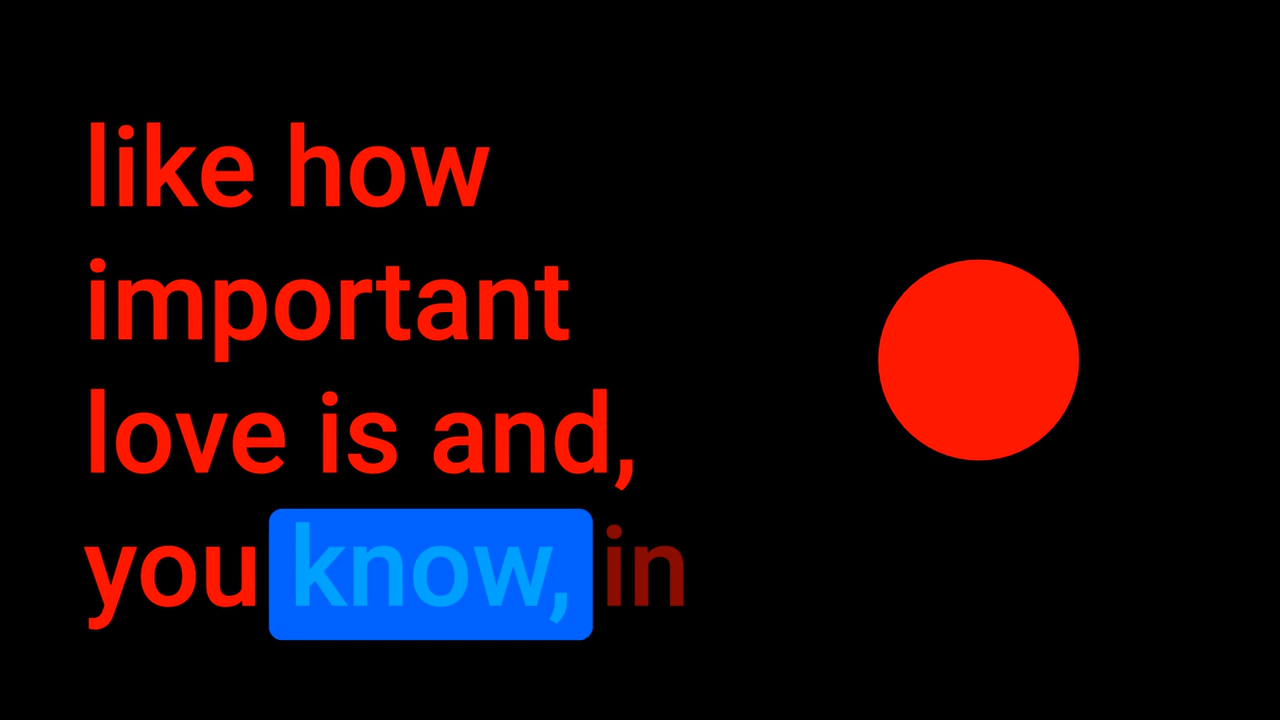 like how
important
love is and,
you know, in